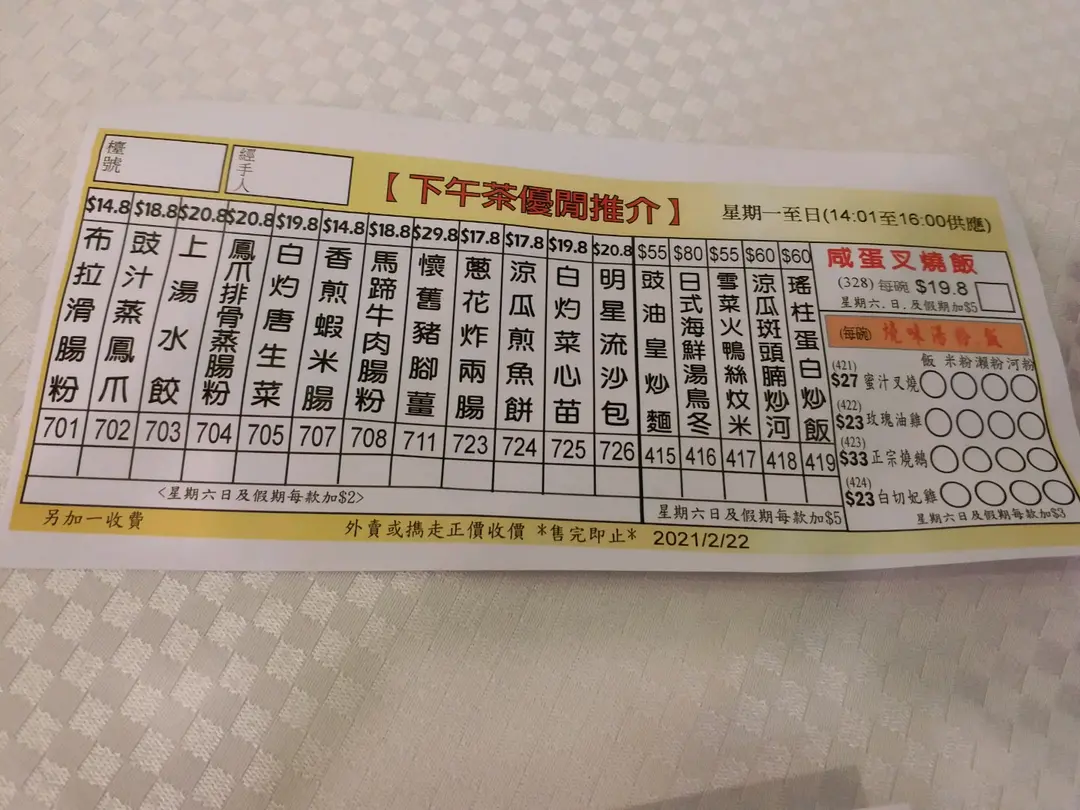 檯號
經手人
【下午茶優閒推介】
星期一至日(14:01至16:00供應)
$14.8 布拉滑腸粉 701
$18.8 豉汁蒸鳳爪 702
$20.8 上湯水餃 703
$20.8 鳳爪排骨蒸腸粉 704
$19.8 白灼唐生菜 705
$14.8 香煎蝦米腸 707
$18.8 馬蹄牛肉腸粉 708
$29.8 懷舊豬腳薑 711
$17.8 蔥花炸兩腸 723
$17.8 涼瓜煎魚餅 724
$19.8 白灼菜心苗 725
$20.8 明星流沙包 726
<星期六日及假期每款加$2>
$55 豉油皇炒麵 415
$80 日式海鮮湯烏冬 416
$55 雪菜火鴨絲炆米 417
$60 涼瓜斑頭腩炒河 418
$60 瑤柱蛋白炒飯 419
星期六日及假期每款加$5
咸蛋叉燒飯
(328) 每碗 $19.8
星期六.日.及假期加$5
(每碗) 燒味湯粉飯
飯 米粉 瀨粉 河粉
(421)
$27 蜜汁叉燒
(422)
$23 玫瑰油雞
(423)
$33 正宗燒鵝
(424)
$23 白切妃雞
星期六日及假期每款加$3
另加一收費
外賣或攜走正價收價 *售完即止* 2021/2/22